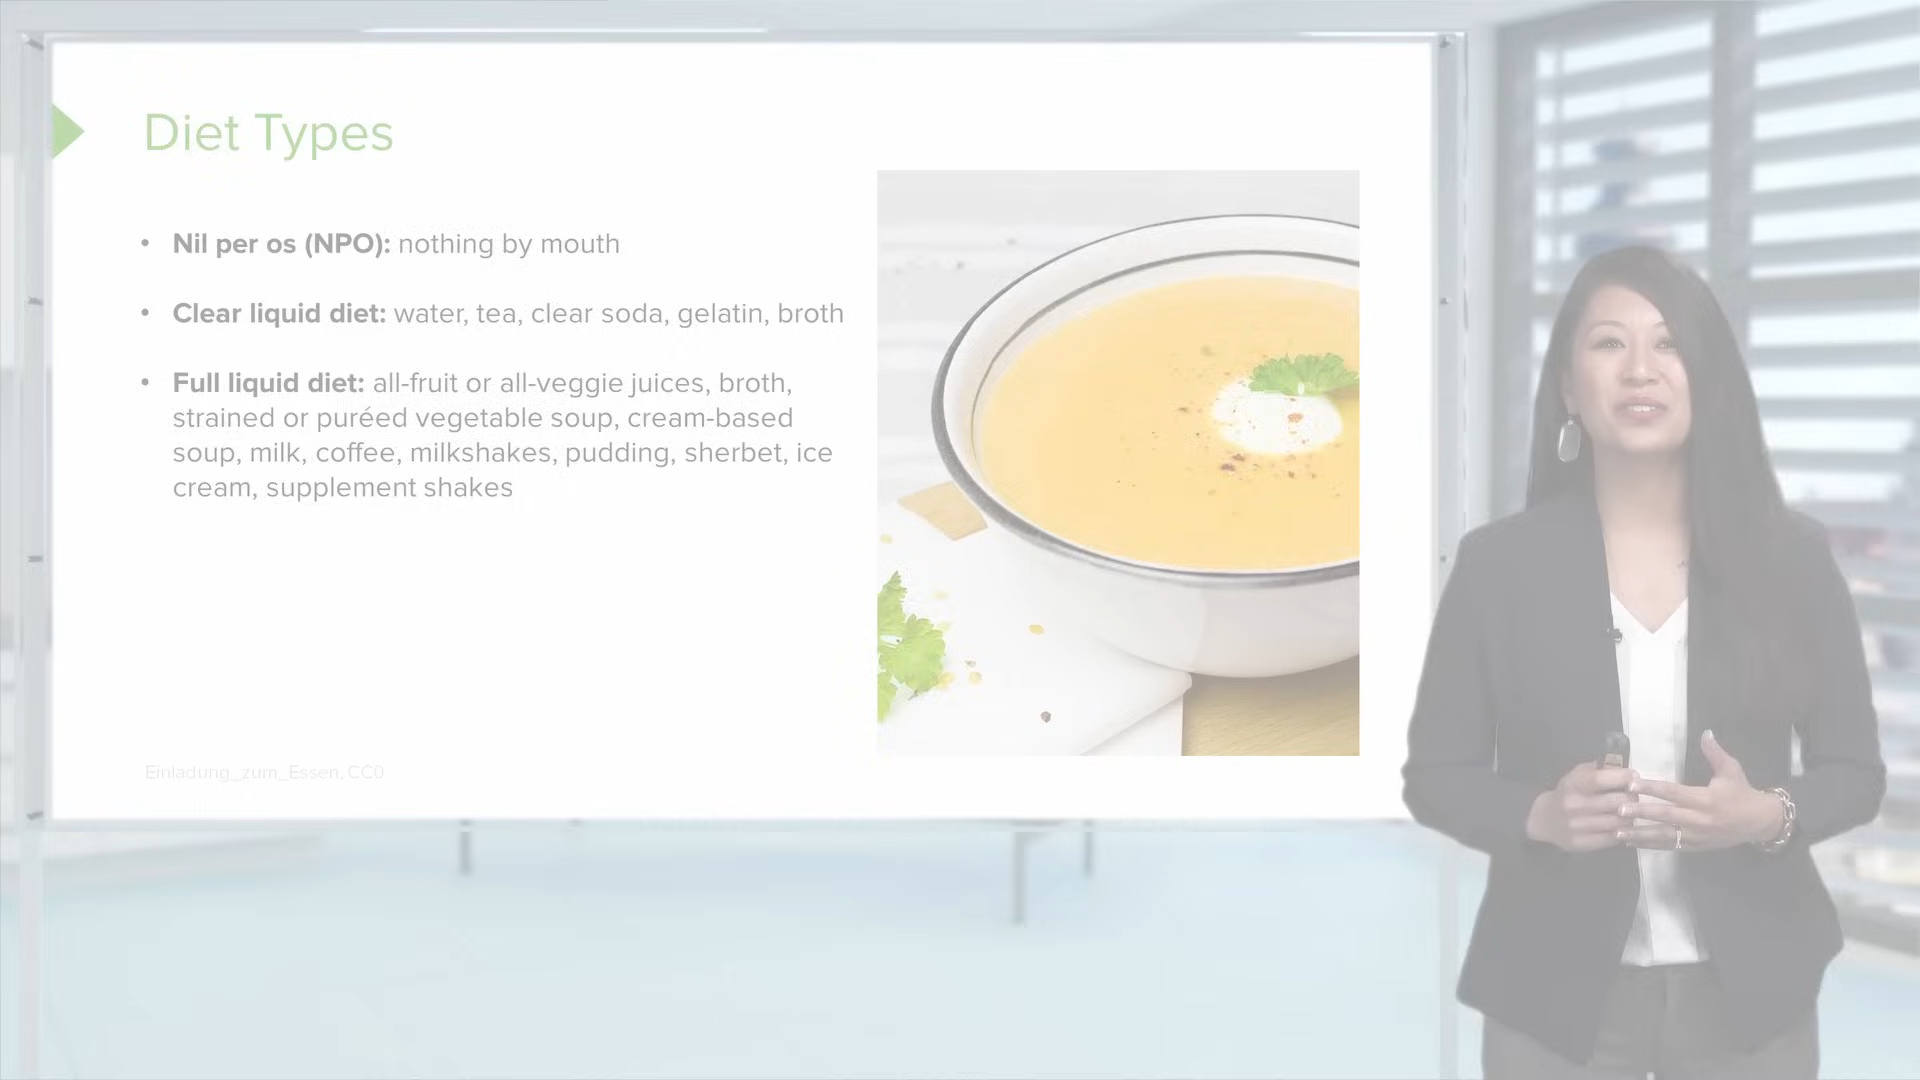 Diet Types
• Nil per os (NPO): nothing by mouth
• Clear liquid diet: water, tea, clear soda, gelatin, broth
• Full liquid diet: all-fruit or all-veggie juices, broth,
strained or puréed vegetable soup, cream-based
soup, milk, coffee, milkshakes, pudding, sherbet, ice
cream, supplement shakes
Einladung_zum_Essen, CC0